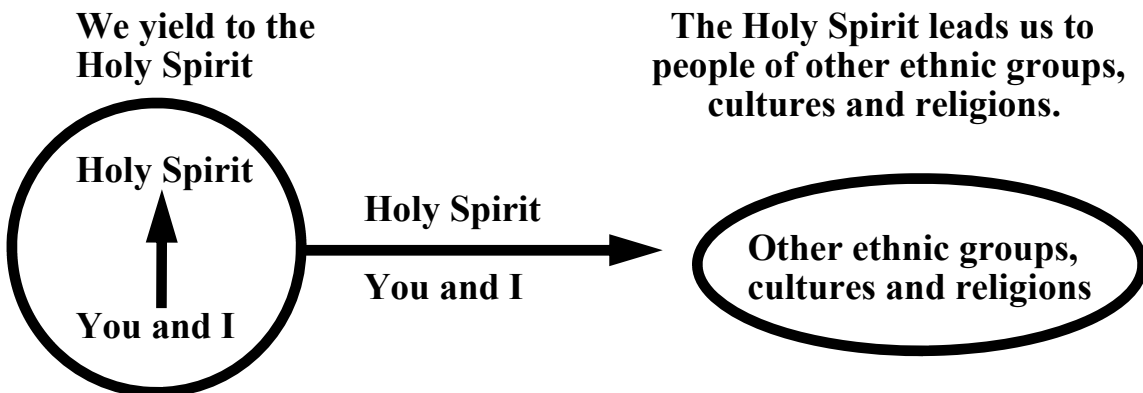 We yield to the
Holy Spirit
Holy Spirit
You and I
Holy Spirit
You and I
The Holy Spirit leads us to
people of other ethnic groups,
cultures and religions.
Other ethnic groups,
cultures and religions